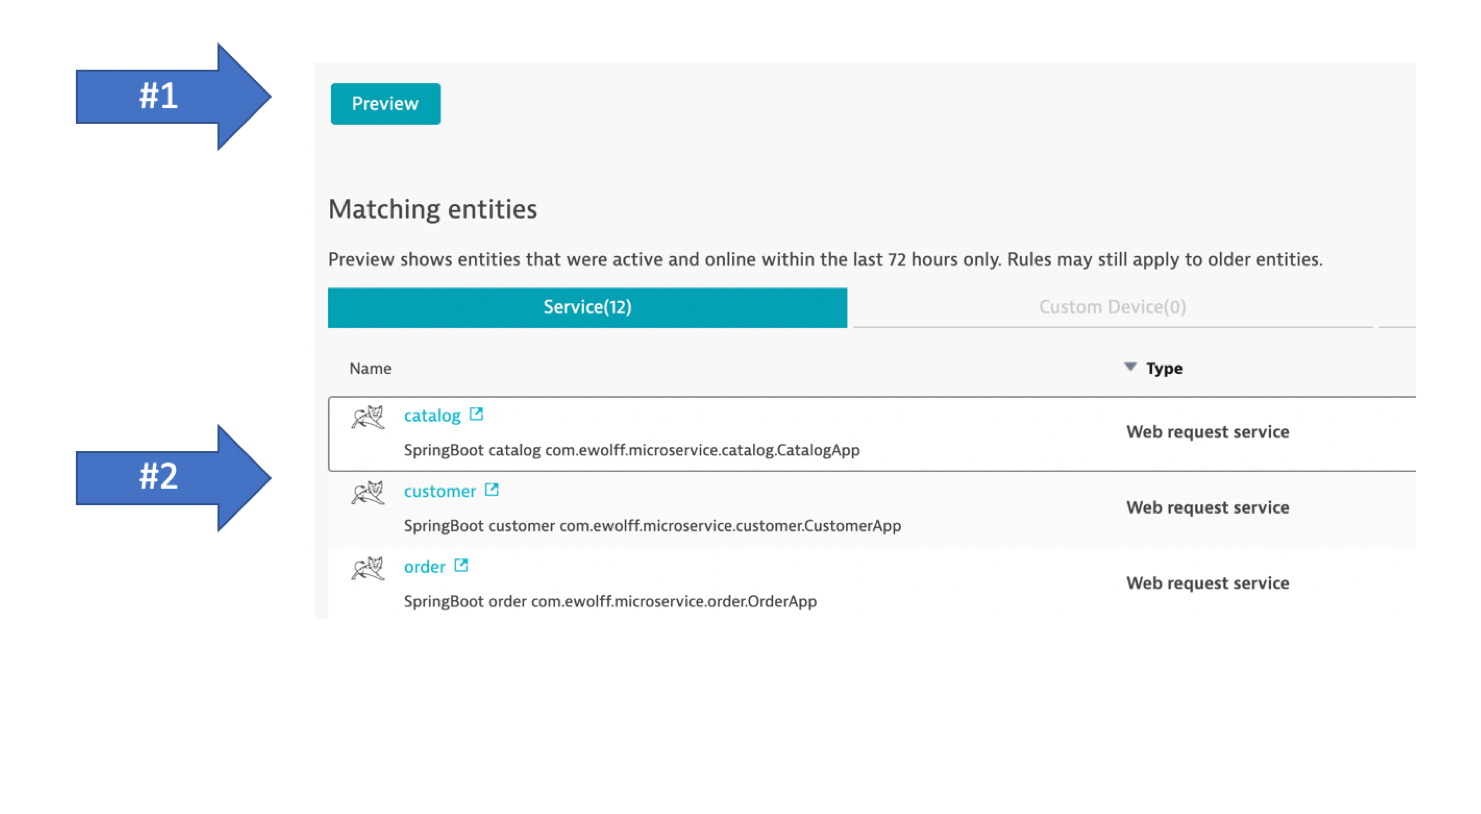 #1
Preview
Matching entities
Preview shows entities that were active and online within the last 72 hours only. Rules may still apply to older entities.
Service(12) Custom Device(0)
Name Type
catalog
SpringBoot catalog com.ewolff.microservice.catalog.CatalogApp
Web request service
#2
customer
SpringBoot customer com.ewolff.microservice.customer.CustomerApp
Web request service
order
SpringBoot order com.ewolff.microservice.order.OrderApp
Web request service